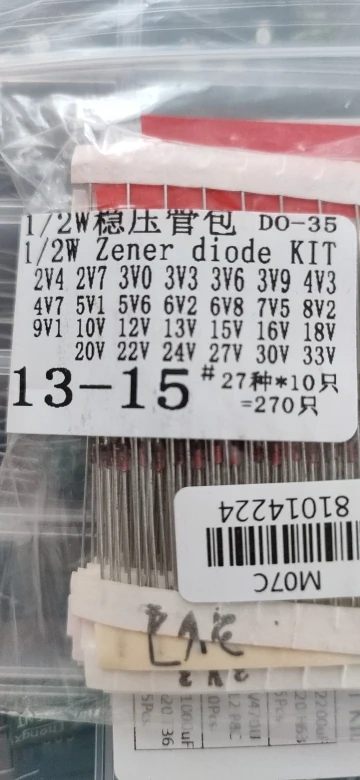 1/2W稳压管包 DO-35
1/2W Zener diode KIT
2V4 2V7 3V0 3V3 3V6 3V9 4V3
4V7 5V1 5V6 6V2 6V8 7V5 8V2
9V1 10V 12V 13V 15V 16V 18V
20V 22V 24V 27V 30V 33V
13-15 # 27种*10只
=270只
81014224
M07C